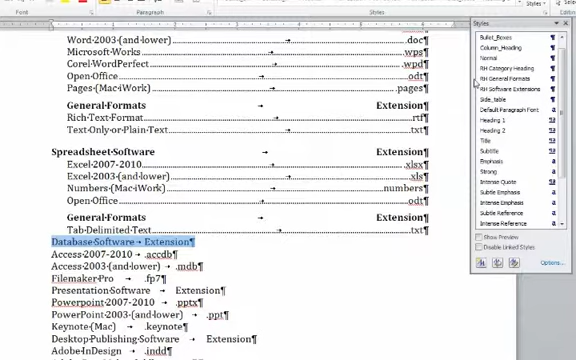 Paragraph
Styles
Styles
Word·2003·(and·lower) → .doc¶
Microsoft·Works → .wps¶
Corel·WordPerfect → .wpd¶
Open·Office → .odt¶
Pages·(Mac·iWork) → .pages¶
General·Formats Extension¶
Rich·Text·Format → .rtf¶
Text·Only·or·Plain·Text → .txt¶
Spreadsheet·Software → Extension¶
Excel·2007-2010 → .xlsx¶
Excel·2003·(and·lower) → .xls¶
Numbers·(Mac·iWork) → .numbers¶
Open·Office → .odt¶
General·Formats → Extension¶
Tab·Delimited·Text → .txt¶
Database·Software → Extension¶
Access·2007-2010 → .accdb¶
Access·2003·(and·lower) → .mdb¶
Filemaker·Pro → .fp7¶
Presentation·Software → Extension¶
Powerpoint·2007-2010 → .pptx¶
PowerPoint·2003·(and·lower) → .ppt¶
Keynote·(Mac) → .keynote¶
Desktop·Publishing·Software → Extension¶
Adobe·InDesign → .indd¶
Bullet_Boxes
Column_Heading
Normal
RH Category Heading
RH General Formats
RH Software Extensions
Side_table
Default Paragraph Font
Heading 1
Heading 2
Title
Subtitle
Emphasis
Strong
Intense Quote
Subtle Emphasis
Intense Emphasis
Subtle Reference
Intense Reference
Show Preview
Disable Linked Styles
Options...